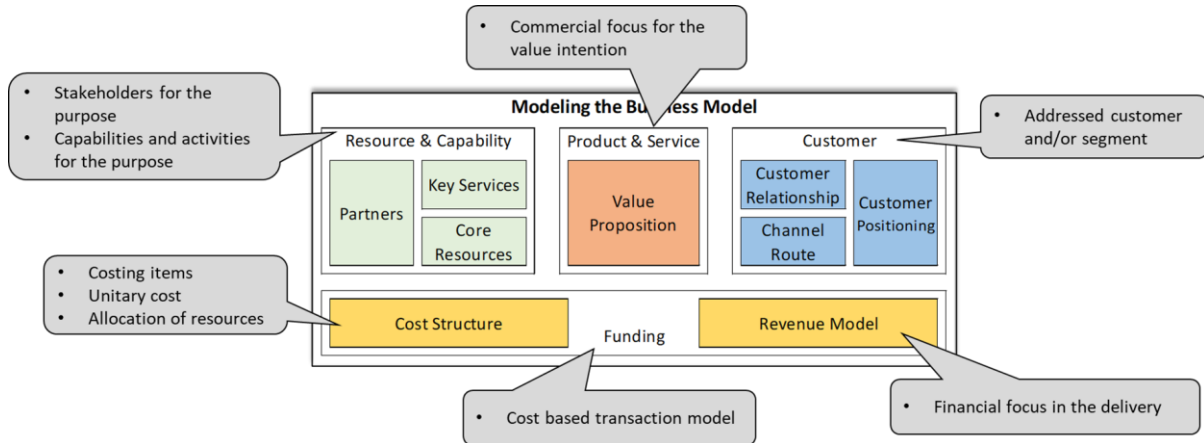 • Commercial focus for the
value intention
• Stakeholders for the
purpose
• Capabilities and activities
for the purpose
Modeling the Business Model
• Addressed customer
and/or segment
Resource & Capability
Product & Service
Customer
Partners
Key Services
Core
Resources
Value
Proposition
Customer
Relationship
Channel
Route
Customer
Positioning
• Costing items
• Unitary cost
• Allocation of resources
Cost Structure
Funding
Revenue Model
• Cost based transaction model
• Financial focus in the delivery